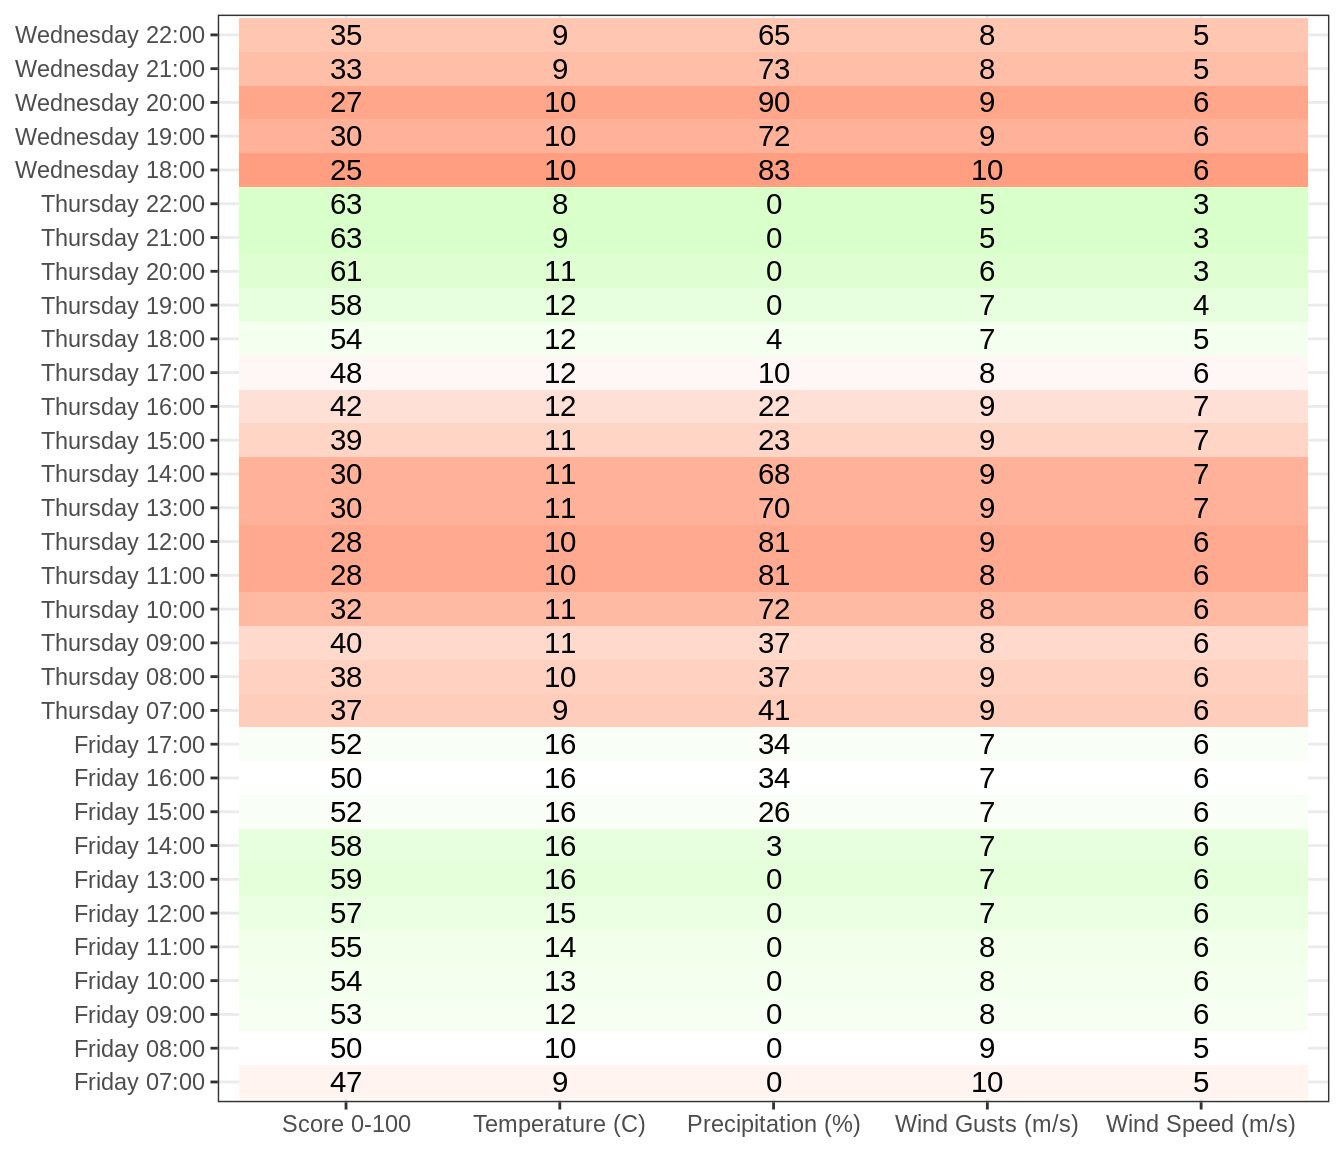 Wednesday 22:00 35 9 65 8 5
Wednesday 21:00 33 9 73 8 5
Wednesday 20:00 27 10 90 9 6
Wednesday 19:00 30 10 72 9 6
Wednesday 18:00 25 10 83 10 6
Thursday 22:00 63 8 0 5 3
Thursday 21:00 63 9 0 5 3
Thursday 20:00 61 11 0 6 3
Thursday 19:00 58 12 0 7 4
Thursday 18:00 54 12 4 7 5
Thursday 17:00 48 12 10 8 6
Thursday 16:00 42 12 22 9 7
Thursday 15:00 39 11 23 9 7
Thursday 14:00 30 11 68 9 7
Thursday 13:00 30 11 70 9 7
Thursday 12:00 28 10 81 9 6
Thursday 11:00 28 10 81 8 6
Thursday 10:00 32 11 72 8 6
Thursday 09:00 40 11 37 8 6
Thursday 08:00 38 10 37 9 6
Thursday 07:00 37 9 41 9 6
Friday 17:00 52 16 34 7 6
Friday 16:00 50 16 34 7 6
Friday 15:00 52 16 26 7 6
Friday 14:00 58 16 3 7 6
Friday 13:00 59 16 0 7 6
Friday 12:00 57 15 0 7 6
Friday 11:00 55 14 0 8 6
Friday 10:00 54 13 0 8 6
Friday 09:00 53 12 0 8 6
Friday 08:00 50 10 0 9 5
Friday 07:00 47 9 0 10 5
Score 0-100 Temperature (C) Precipitation (%) Wind Gusts (m/s) Wind Speed (m/s)